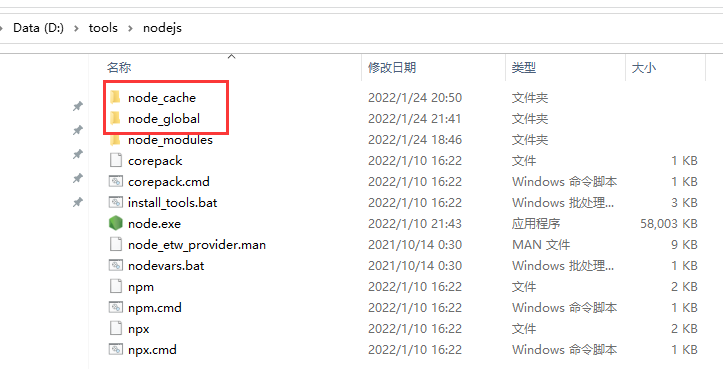 Data (D:) › tools › nodejs
名称 修改日期 类型 大小
node_cache 2022/1/24 20:50 文件夹
node_global 2022/1/24 21:41 文件夹
node_modules 2022/1/24 18:46 文件夹
corepack 2022/1/10 16:22 文件 1 KB
corepack.cmd 2022/1/10 16:22 Windows 命令脚本 1 KB
install_tools.bat 2022/1/10 16:22 Windows 批处理... 3 KB
node.exe 2022/1/10 21:43 应用程序 58,003 KB
node_etw_provider.man 2021/10/14 0:30 MAN 文件 9 KB
nodevars.bat 2021/10/14 0:30 Windows 批处理... 1 KB
npm 2022/1/10 16:22 文件 2 KB
npm.cmd 2022/1/10 16:22 Windows 命令脚本 1 KB
npx 2022/1/10 16:22 文件 2 KB
npx.cmd 2022/1/10 16:22 Windows 命令脚本 1 KB